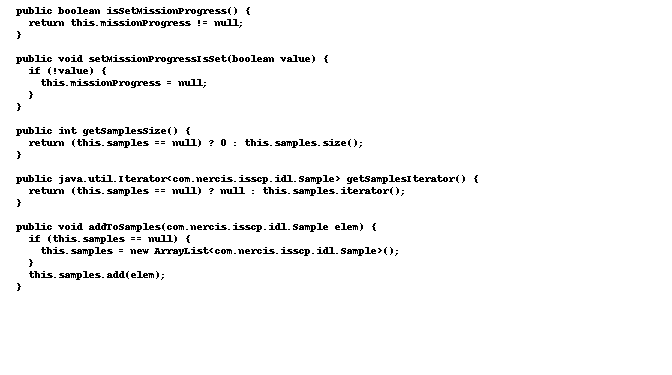 public boolean isSetMissionProgress() {
  return this.missionProgress != null;
}

public void setMissionProgressIsSet(boolean value) {
  if (!value) {
    this.missionProgress = null;
  }
}

public int getSamplesSize() {
  return (this.samples == null) ? 0 : this.samples.size();
}

public java.util.Iterator<com.nercis.isscp.idl.Sample> getSamplesIterator() {
  return (this.samples == null) ? null : this.samples.iterator();
}

public void addToSamples(com.nercis.isscp.idl.Sample elem) {
  if (this.samples == null) {
    this.samples = new ArrayList<com.nercis.isscp.idl.Sample>();
  }
  this.samples.add(elem);
}